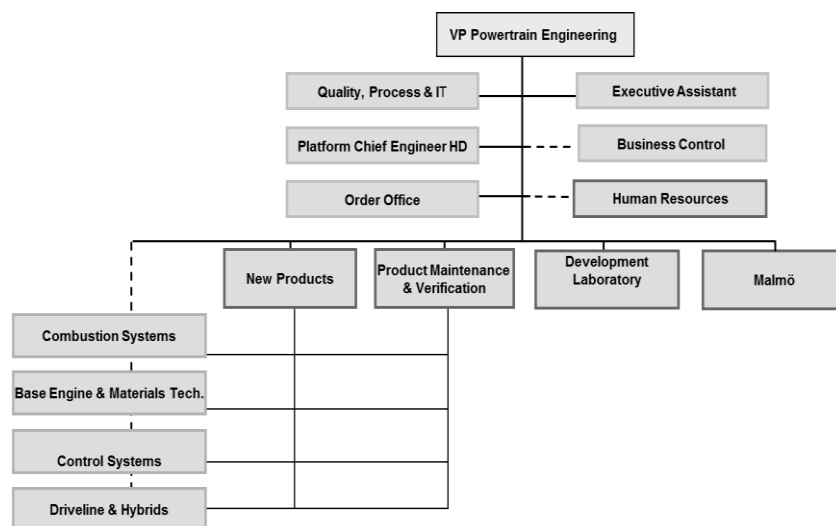 VP Powertrain Engineering
Quality, Process & IT
Executive Assistant
Platform Chief Engineer HD
Business Control
Order Office
Human Resources
New Products
Product Maintenance
& Verification
Development
Laboratory
Malmö
Combustion Systems
Base Engine & Materials Tech.
Control Systems
Driveline & Hybrids